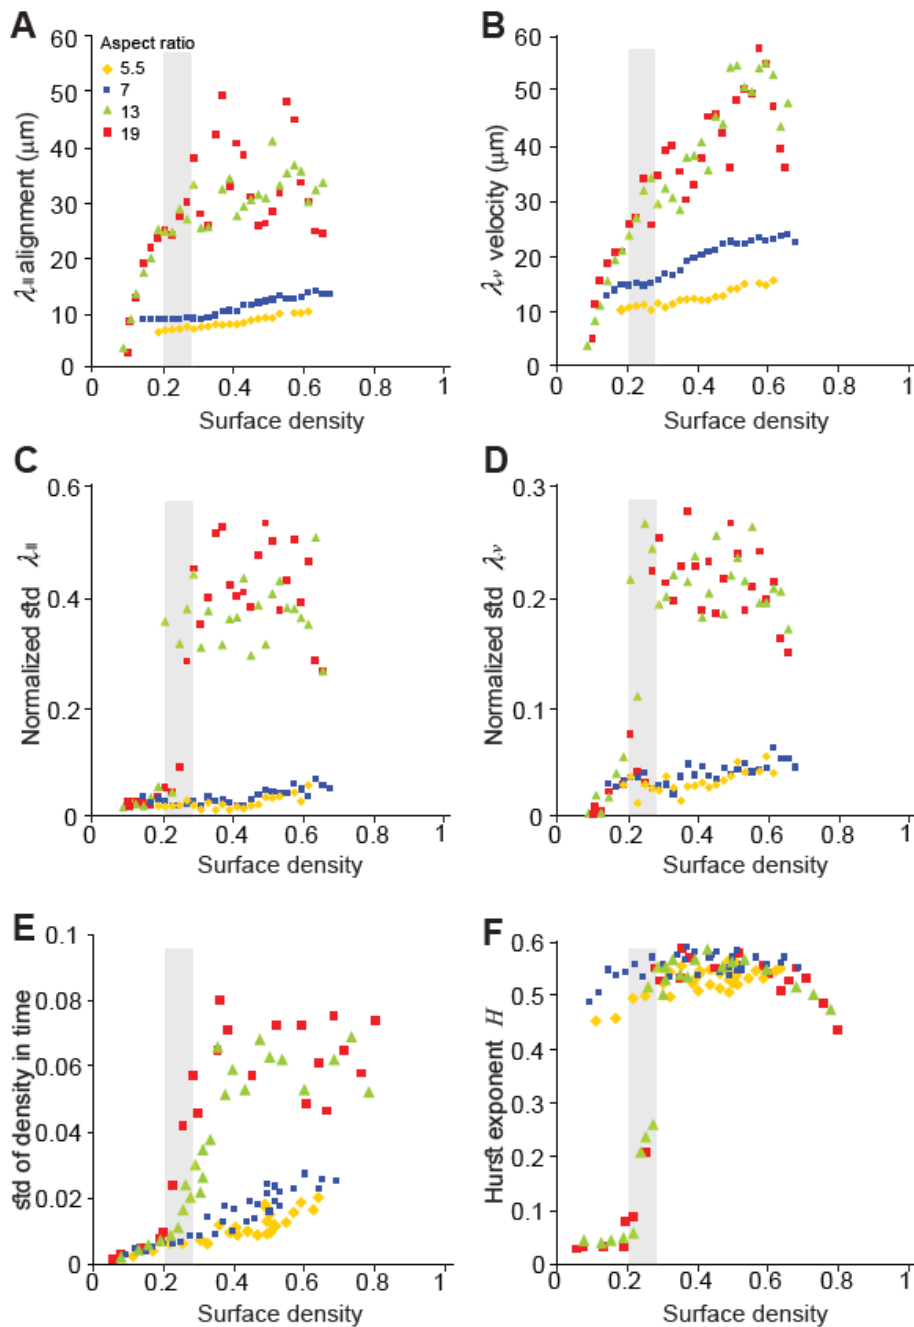 A
Aspect ratio
5.5
7
13
19
60
50
40
30
20
10
0
λ॥ alignment (μm)
0 0.2 0.4 0.6 0.8 1
Surface density
B
60
50
40
30
20
10
0
λᵥ velocity (μm)
0 0.2 0.4 0.6 0.8 1
Surface density
C
0.6
0.4
0.2
0
Normalized std λ॥
0 0.2 0.4 0.6 0.8 1
Surface density
D
0.3
0.2
0.1
0
Normalized std λᵥ
0 0.2 0.4 0.6 0.8 1
Surface density
E
0.1
0.08
0.06
0.04
0.02
0
std of density in time
0 0.2 0.4 0.6 0.8 1
Surface density
F
0.6
0.5
0.4
0.3
0.2
0.1
0
Hurst exponent H
0 0.2 0.4 0.6 0.8 1
Surface density